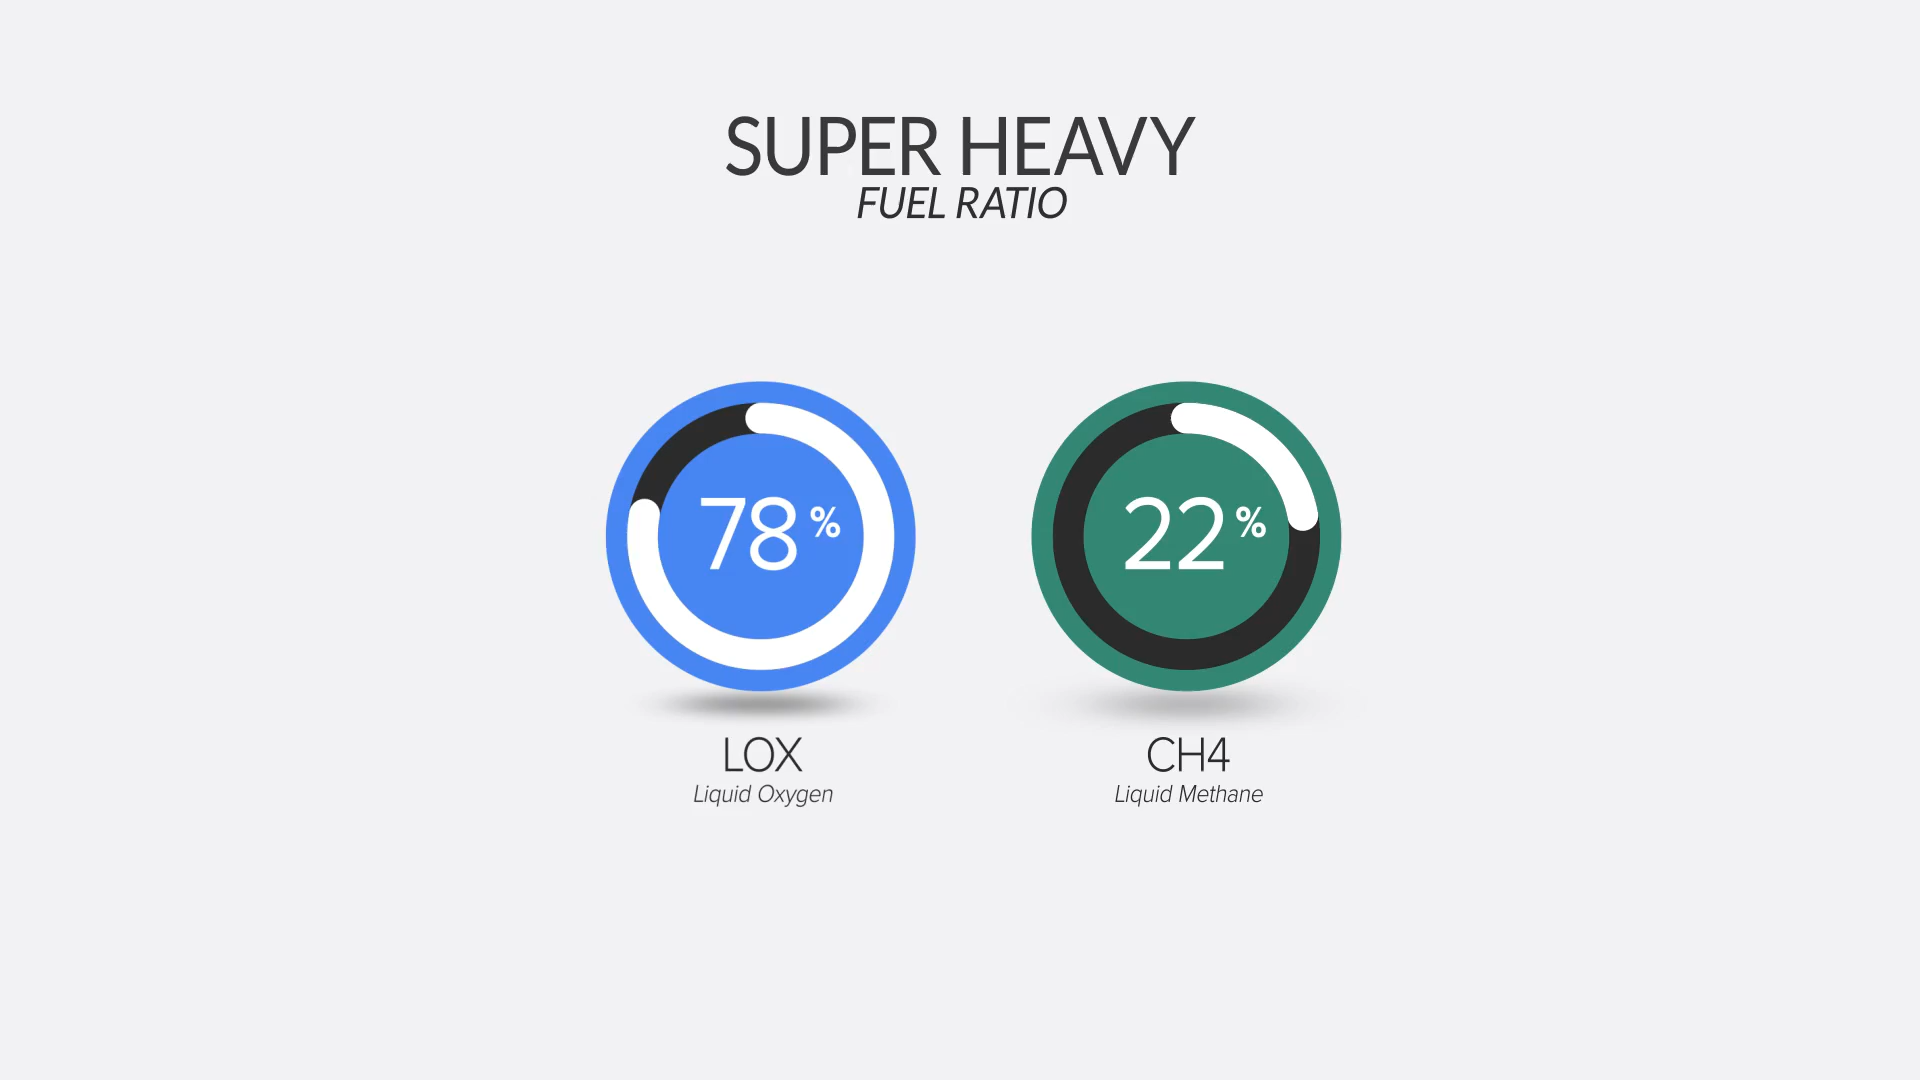 SUPER HEAVY
FUEL RATIO
78%
22%
LOX
Liquid Oxygen
CH4
Liquid Methane